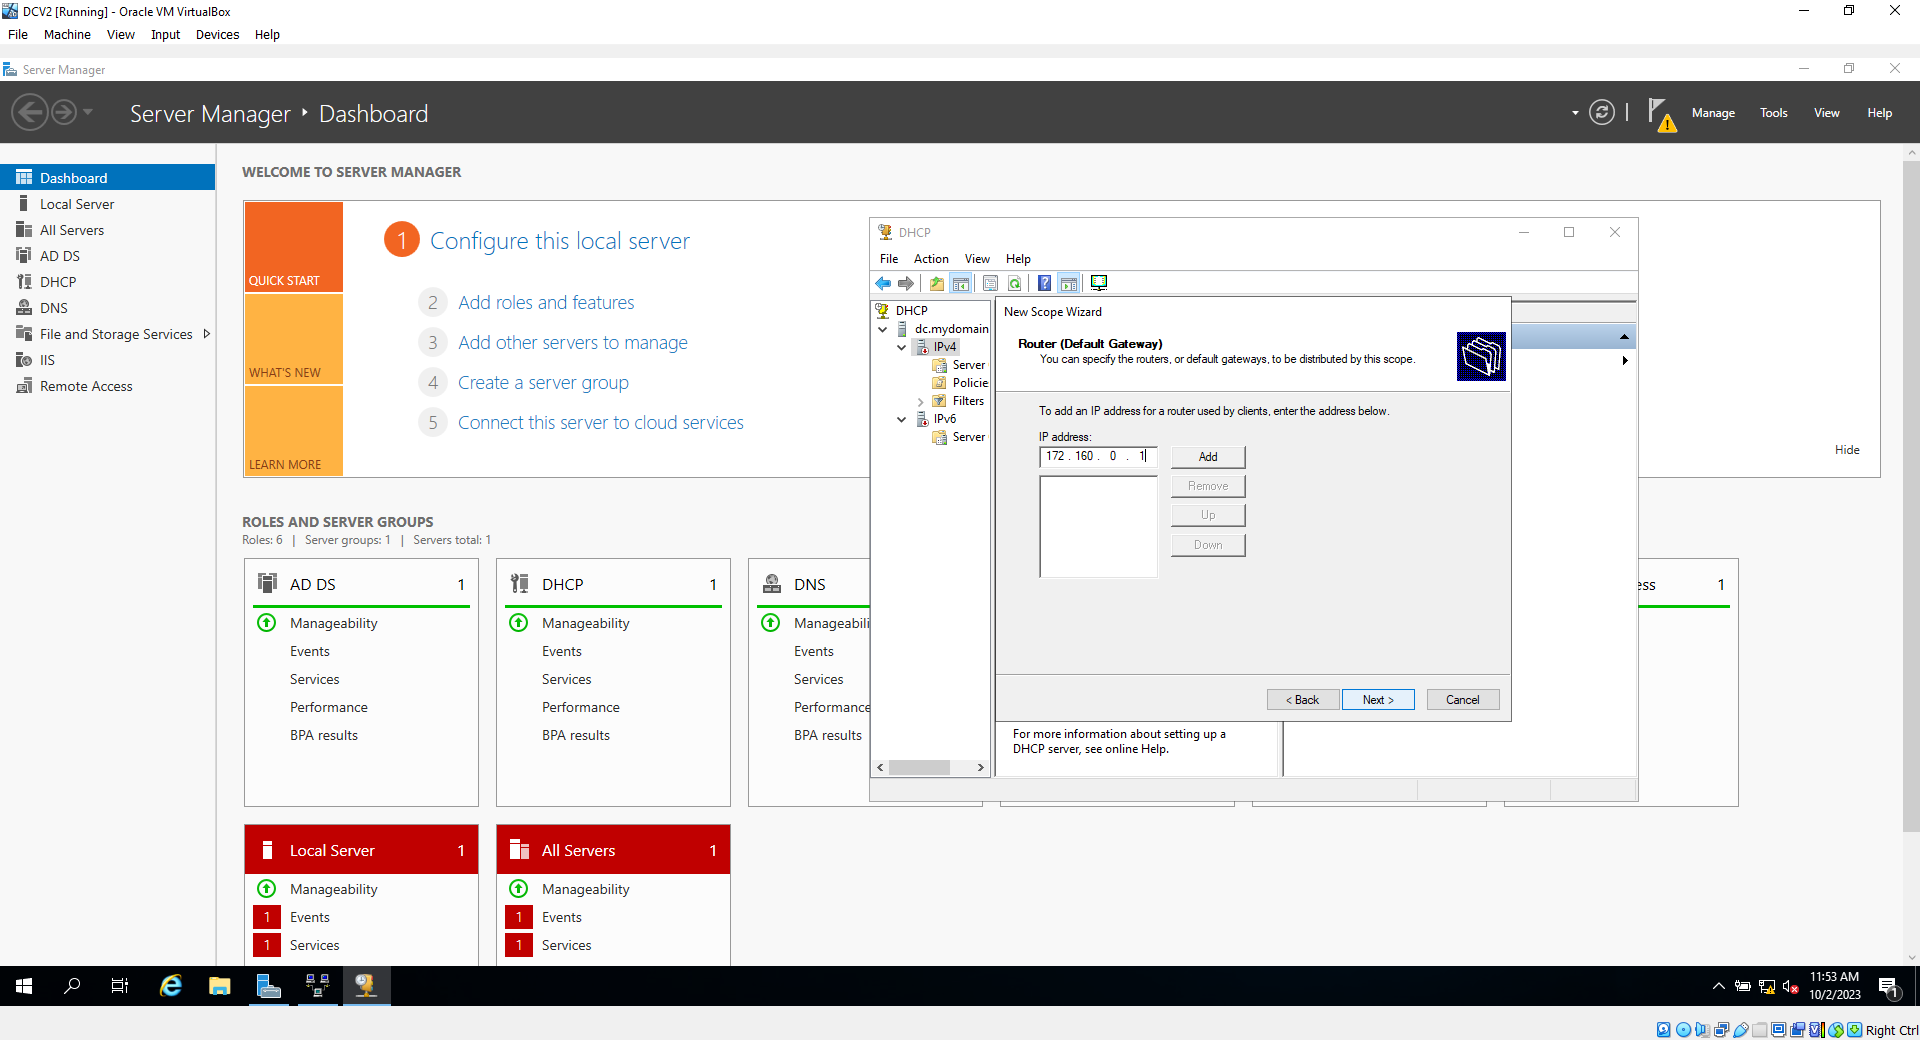 DCV2 [Running] - Oracle VM VirtualBox
File Machine View Input Devices Help
Server Manager
Server Manager ‣ Dashboard
Manage Tools View Help
Dashboard
Local Server
All Servers
AD DS
DHCP
DNS
File and Storage Services
IIS
Remote Access
WELCOME TO SERVER MANAGER
QUICK START
WHAT'S NEW
LEARN MORE
1 Configure this local server
2 Add roles and features
3 Add other servers to manage
4 Create a server group
5 Connect this server to cloud services
Hide
DHCP
File Action View Help
DHCP
dc.mydomain
IPv4
Server
Policie
Filters
IPv6
Server
New Scope Wizard
Router (Default Gateway)
You can specify the routers, or default gateways, to be distributed by this scope.
To add an IP address for a router used by clients, enter the address below.
IP address:
172 . 160 . 0 . 1
Add
Remove
Up
Down
< Back Next > Cancel
For more information about setting up a
DHCP server, see online Help.
ROLES AND SERVER GROUPS
Roles: 6 | Server groups: 1 | Servers total: 1
AD DS 1
Manageability
Events
Services
Performance
BPA results
DHCP 1
Manageability
Events
Services
Performance
BPA results
DNS
Manageabili
Events
Services
Performance
BPA results
ess 1
Local Server 1
Manageability
1 Events
1 Services
All Servers 1
Manageability
1 Events
1 Services
11:53 AM
10/2/2023
1
Right Ctrl